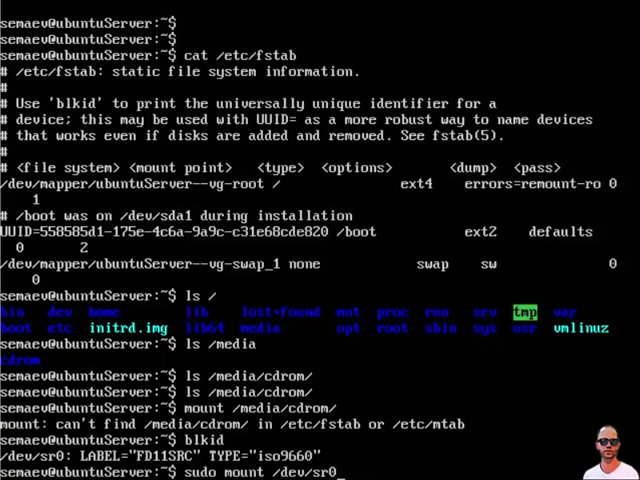 semaev@ubuntuServer:~$
semaev@ubuntuServer:~$
semaev@ubuntuServer:~$ cat /etc/fstab
# /etc/fstab: static file system information.
#
# Use 'blkid' to print the universally unique identifier for a
# device; this may be used with UUID= as a more robust way to name devices
# that works even if disks are added and removed. See fstab(5).
#
# <file system> <mount point>   <type>  <options>       <dump>  <pass>
/dev/mapper/ubuntuServer--vg-root /               ext4    errors=remount-ro 0
1
# /boot was on /dev/sda1 during installation
UUID=558585d1-175e-4c6a-9a9c-c31e68cde820 /boot           ext2    defaults
0       2
/dev/mapper/ubuntuServer--vg-swap_1 none            swap    sw              0
0
semaev@ubuntuServer:~$ ls /
bin dev home lib lost+found mnt proc run srv tmp var
boot etc initrd.img lib64 media opt root sbin sys usr vmlinuz
semaev@ubuntuServer:~$ ls /media
cdrom
semaev@ubuntuServer:~$ ls /media/cdrom/
semaev@ubuntuServer:~$ ls /media/cdrom/
semaev@ubuntuServer:~$ mount /media/cdrom/
mount: can't find /media/cdrom/ in /etc/fstab or /etc/mtab
semaev@ubuntuServer:~$ blkid
/dev/sr0: LABEL="FD11SRC" TYPE="iso9660"
semaev@ubuntuServer:~$ sudo mount /dev/sr0_